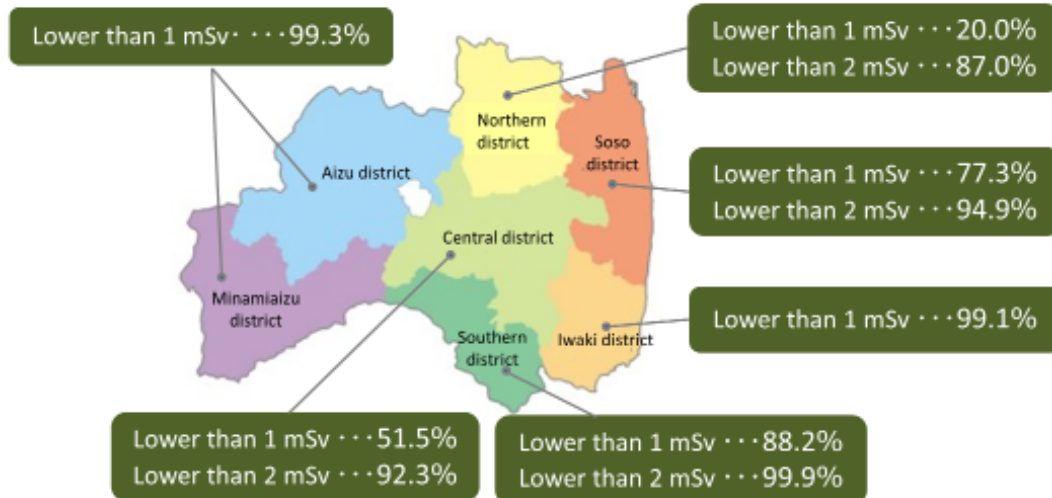 Lower than 1 mSv・・・・99.3%
Lower than 1 mSv ・・・20.0%
Lower than 2 mSv ・・・87.0%
Northern
district
Soso
district
Aizu district
Lower than 1 mSv ・・・77.3%
Lower than 2 mSv ・・・94.9%
Central district
Minamiaizu
district
Lower than 1 mSv ・・・99.1%
Southern
district
Iwaki district
Lower than 1 mSv ・・・51.5%
Lower than 2 mSv ・・・92.3%
Lower than 1 mSv ・・・88.2%
Lower than 2 mSv ・・・99.9%